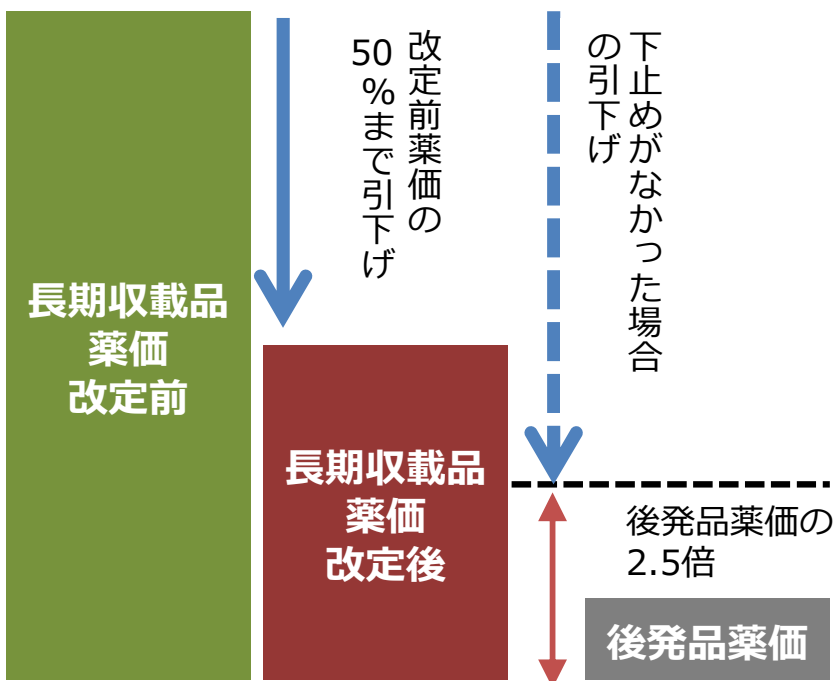 長期収載品
薬価
改定前
改定前薬価の
50%まで引下げ
長期収載品
薬価
改定後
下止めがなかった場合
の引下げ
後発品薬価の
2.5倍
後発品薬価